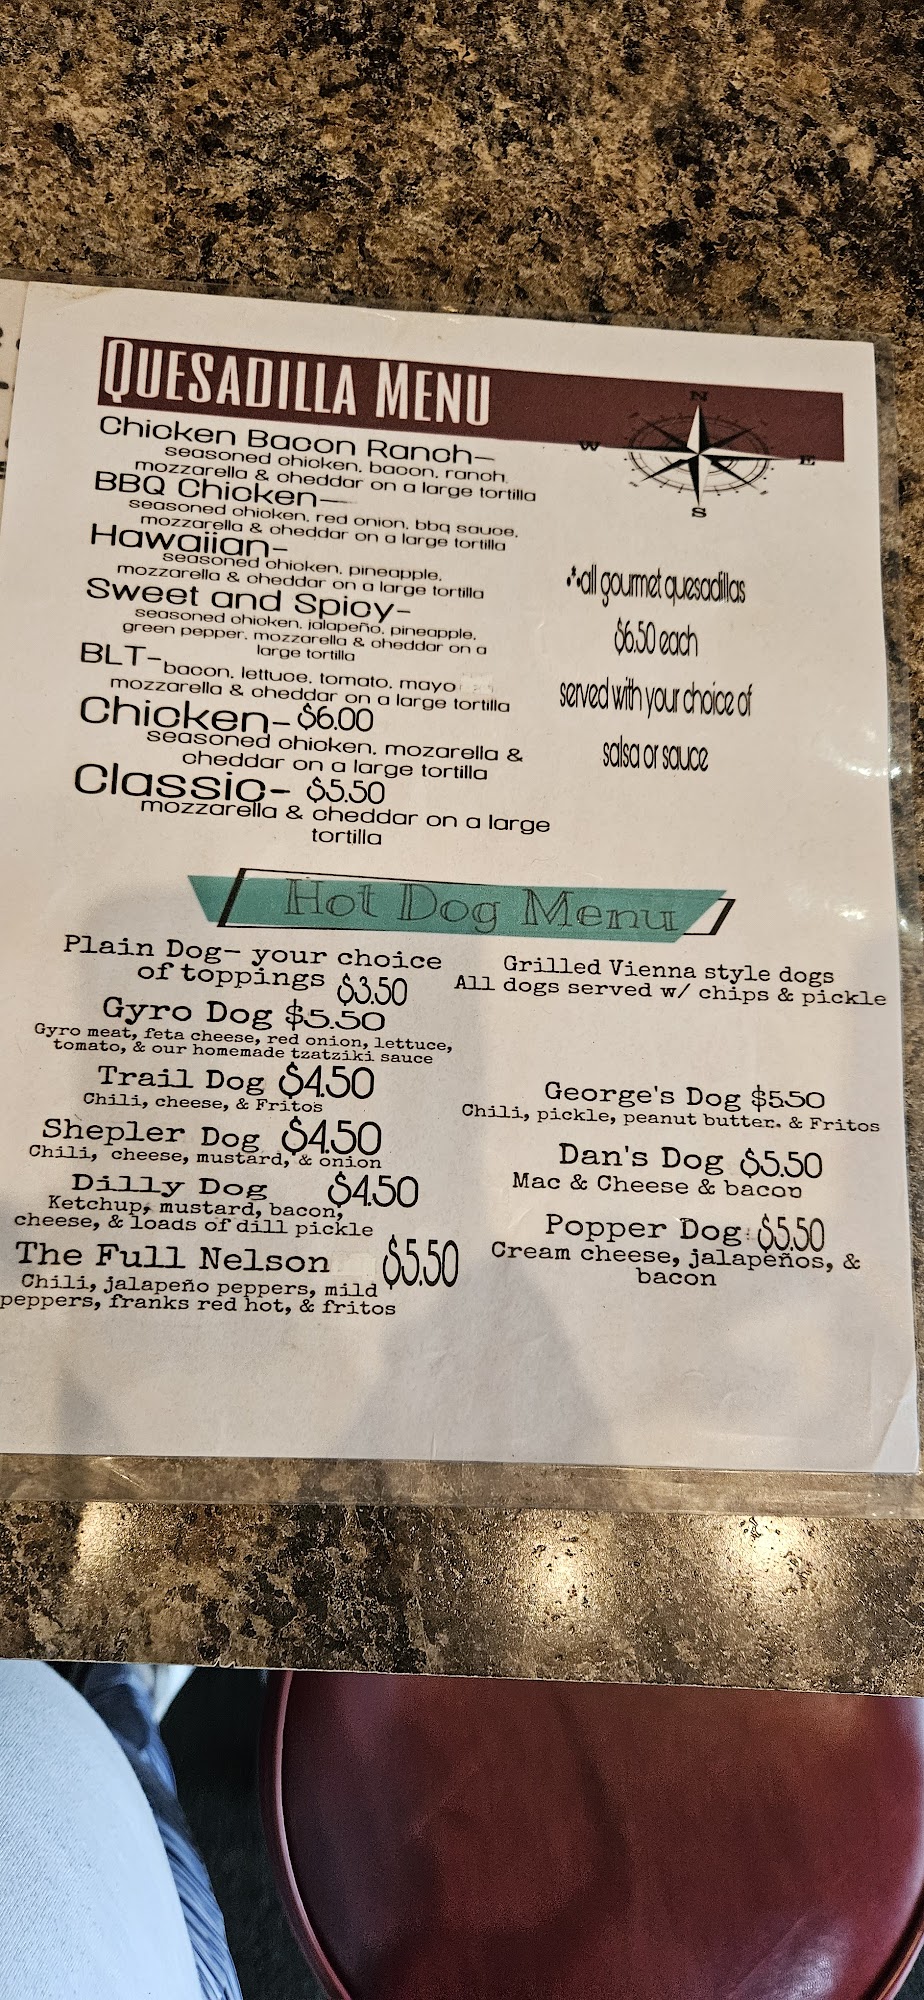 QUESADILLA MENU
N
W E
S
Chicken Bacon Ranch-
seasoned chicken, bacon, ranch,
mozzarella & cheddar on a large tortilla
BBQ Chicken-
seasoned chicken, red onion, bbq sauce,
mozzarella & cheddar on a large tortilla
Hawaiian-
seasoned chicken, pineapple,
mozzarella & cheddar on a large tortilla
Sweet and Spicy-
seasoned chicken, jalapeño, pineapple,
green pepper, mozzarella & cheddar on a
large tortilla
BLT-bacon, lettuce, tomato, mayo
mozzarella & cheddar on a large tortilla
Chicken- $6.00
seasoned chicken, mozarella &
cheddar on a large tortilla
Classic- $5.50
mozzarella & cheddar on a large
tortilla
all gourmet quesadillas
$6.50 each
served with your choice of
salsa or sauce
Hot Dog Menu
Plain Dog- your choice
of toppings $3.50
Gyro Dog $5.50
Gyro meat, feta cheese, red onion, lettuce,
tomato, & our homemade tzatziki sauce
Trail Dog $4.50
Chili, cheese, & Fritos
Shepler Dog $4.50
Chili, cheese, mustard, & onion
Dilly Dog $4.50
Ketchup, mustard, bacon,
cheese, & loads of dill pickle
The Full Nelson $5.50
Chili, jalapeño peppers, mild
peppers, franks red hot, & fritos
Grilled Vienna style dogs
All dogs served w/ chips & pickle
George's Dog $5.50
Chili, pickle, peanut butter, & Fritos
Dan's Dog $5.50
Mac & Cheese & bacon
Popper Dog $5.50
Cream cheese, jalapeños, &
bacon